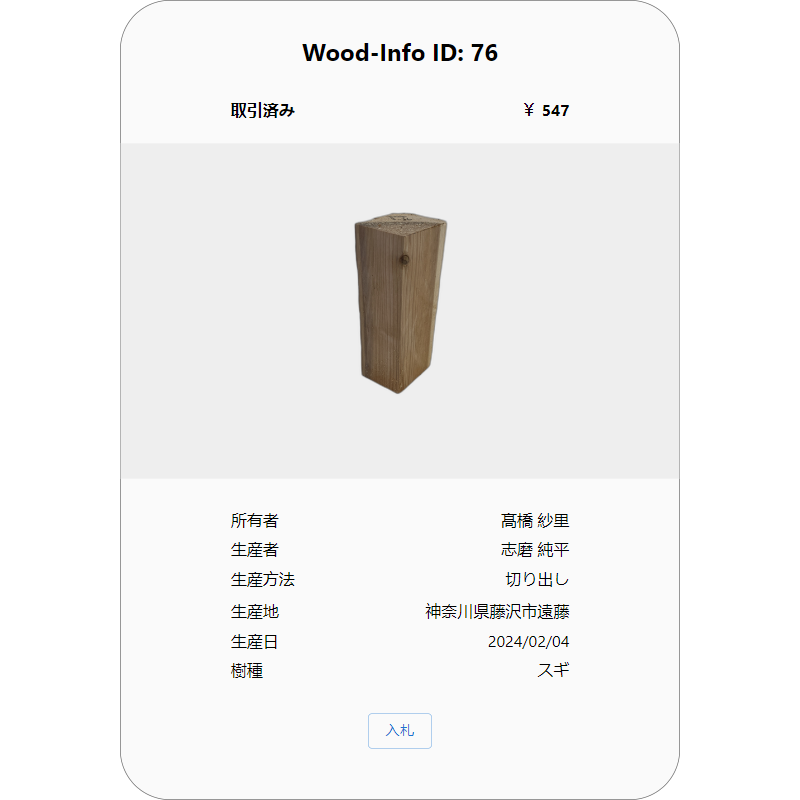 Wood-Info ID: 76
取引済み ￥ 547
所有者 髙橋 紗里
生産者 志磨 純平
生産方法 切り出し
生産地 神奈川県藤沢市遠藤
生産日 2024/02/04
樹種 スギ
入札